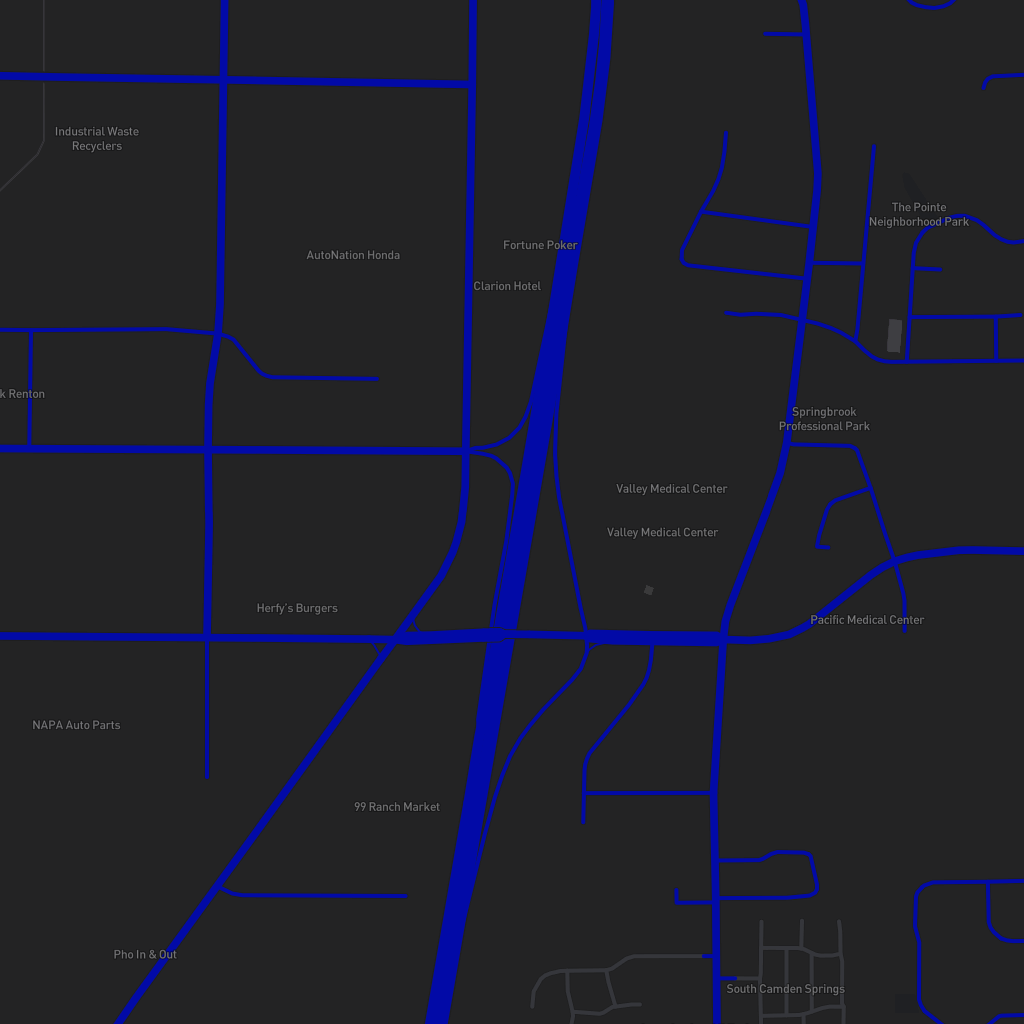 Industrial Waste
Recyclers
The Pointe
Neighborhood Park
Fortune Poker
AutoNation Honda
Clarion Hotel
k Renton
Springbrook
Professional Park
Valley Medical Center
Valley Medical Center
Herfy's Burgers
Pacific Medical Center
NAPA Auto Parts
99 Ranch Market
Pho In & Out
South Camden Springs